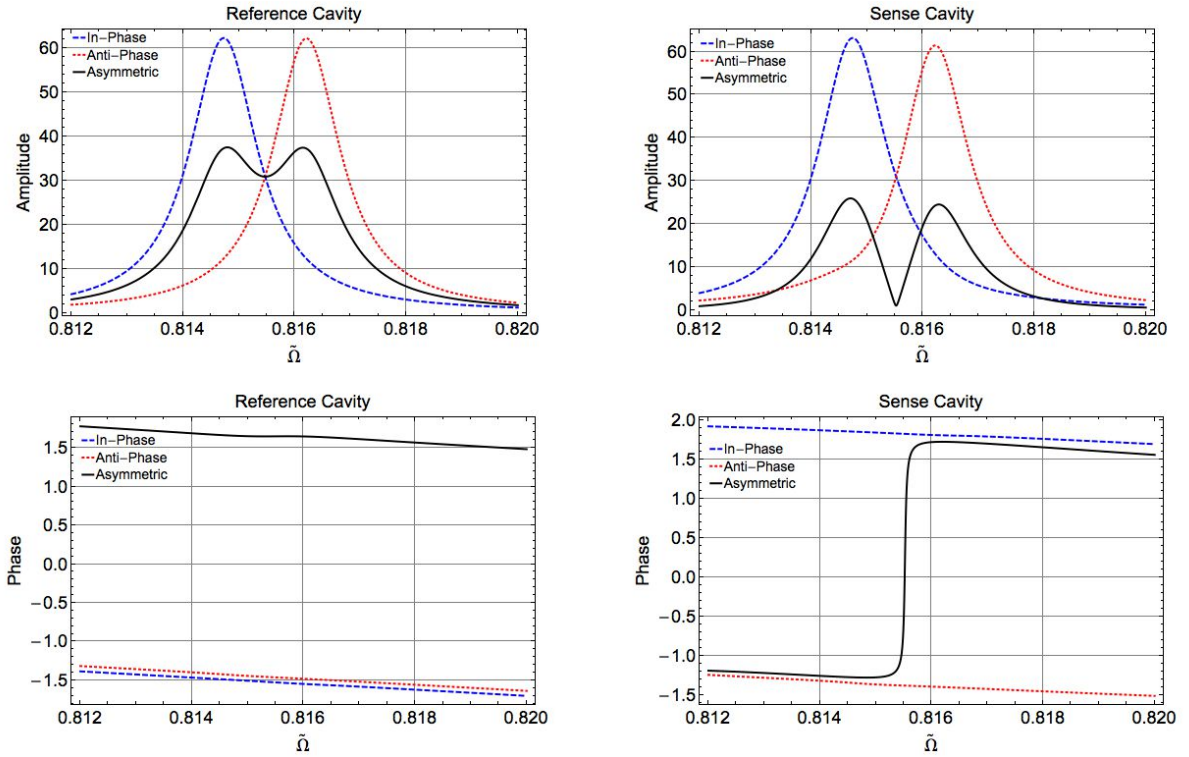 Reference Cavity
In-Phase
Anti-Phase
Asymmetric
Amplitude
60
50
40
30
20
10
0
0.812 0.814 0.816 0.818 0.820
Ω̃
Sense Cavity
In-Phase
Anti-Phase
Asymmetric
Amplitude
60
50
40
30
20
10
0
0.812 0.814 0.816 0.818 0.820
Ω̃
Reference Cavity
In-Phase
Anti-Phase
Asymmetric
Phase
1.5
1.0
0.5
0.0
-0.5
-1.0
-1.5
0.812 0.814 0.816 0.818 0.820
Ω̃
Sense Cavity
In-Phase
Anti-Phase
Asymmetric
Phase
2.0
1.5
1.0
0.5
0.0
-0.5
-1.0
-1.5
0.812 0.814 0.816 0.818 0.820
Ω̃